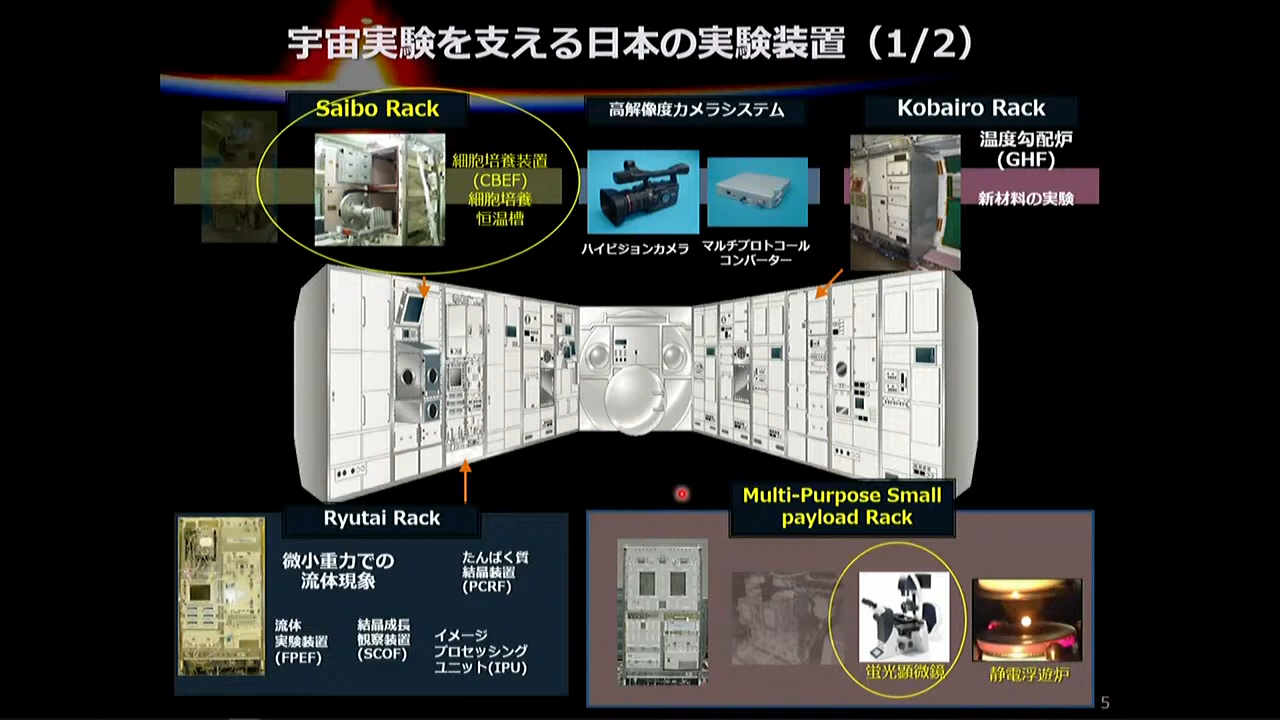 宇宙実験を支える日本の実験装置（1/2）
Saibo Rack
細胞培養装置
(CBEF)
細胞培養
恒温槽
高解像度カメラシステム
ハイビジョンカメラ
マルチプロトコール
コンバーター
Kobairo Rack
温度勾配炉
(GHF)
新材料の実験
Ryutai Rack
微小重力での
流体現象
たんぱく質
結晶装置
(PCRF)
流体
実験装置
(FPEF)
結晶成長
観察装置
(SCOF)
イメージ
プロセッシング
ユニット(IPU)
Multi-Purpose Small
payload Rack
蛍光顕微鏡
静電浮遊炉
5